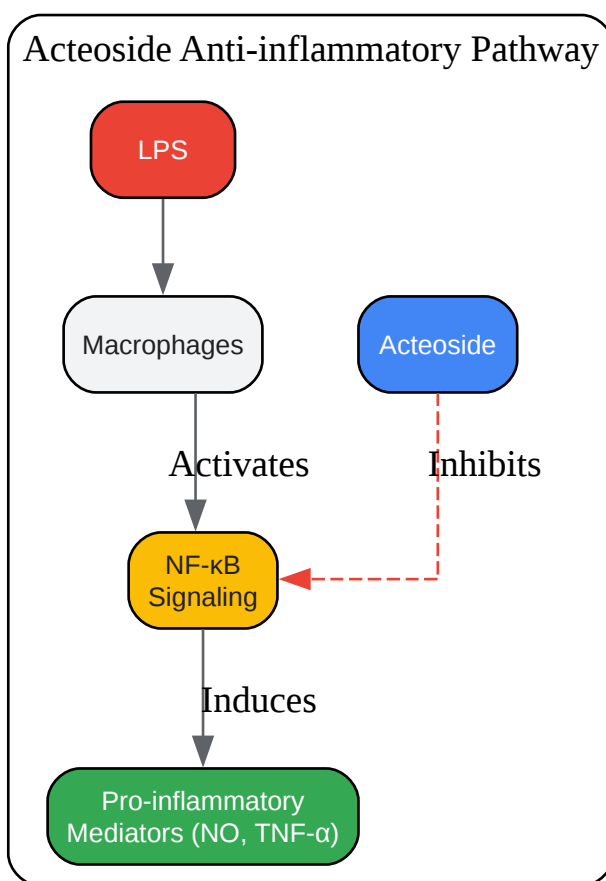 Acteoside Anti-inflammatory Pathway
LPS
Macrophages
Acteoside
Activates
Inhibits
NF-κB
Signaling
Induces
Pro-inflammatory
Mediators (NO, TNF-α)